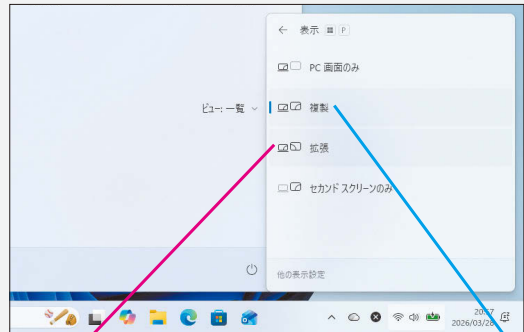 ← 表示 P
PC 画面のみ
ビュー: 一覧
複製
拡張
セカンド スクリーンのみ
他の表示設定
2026/03/28